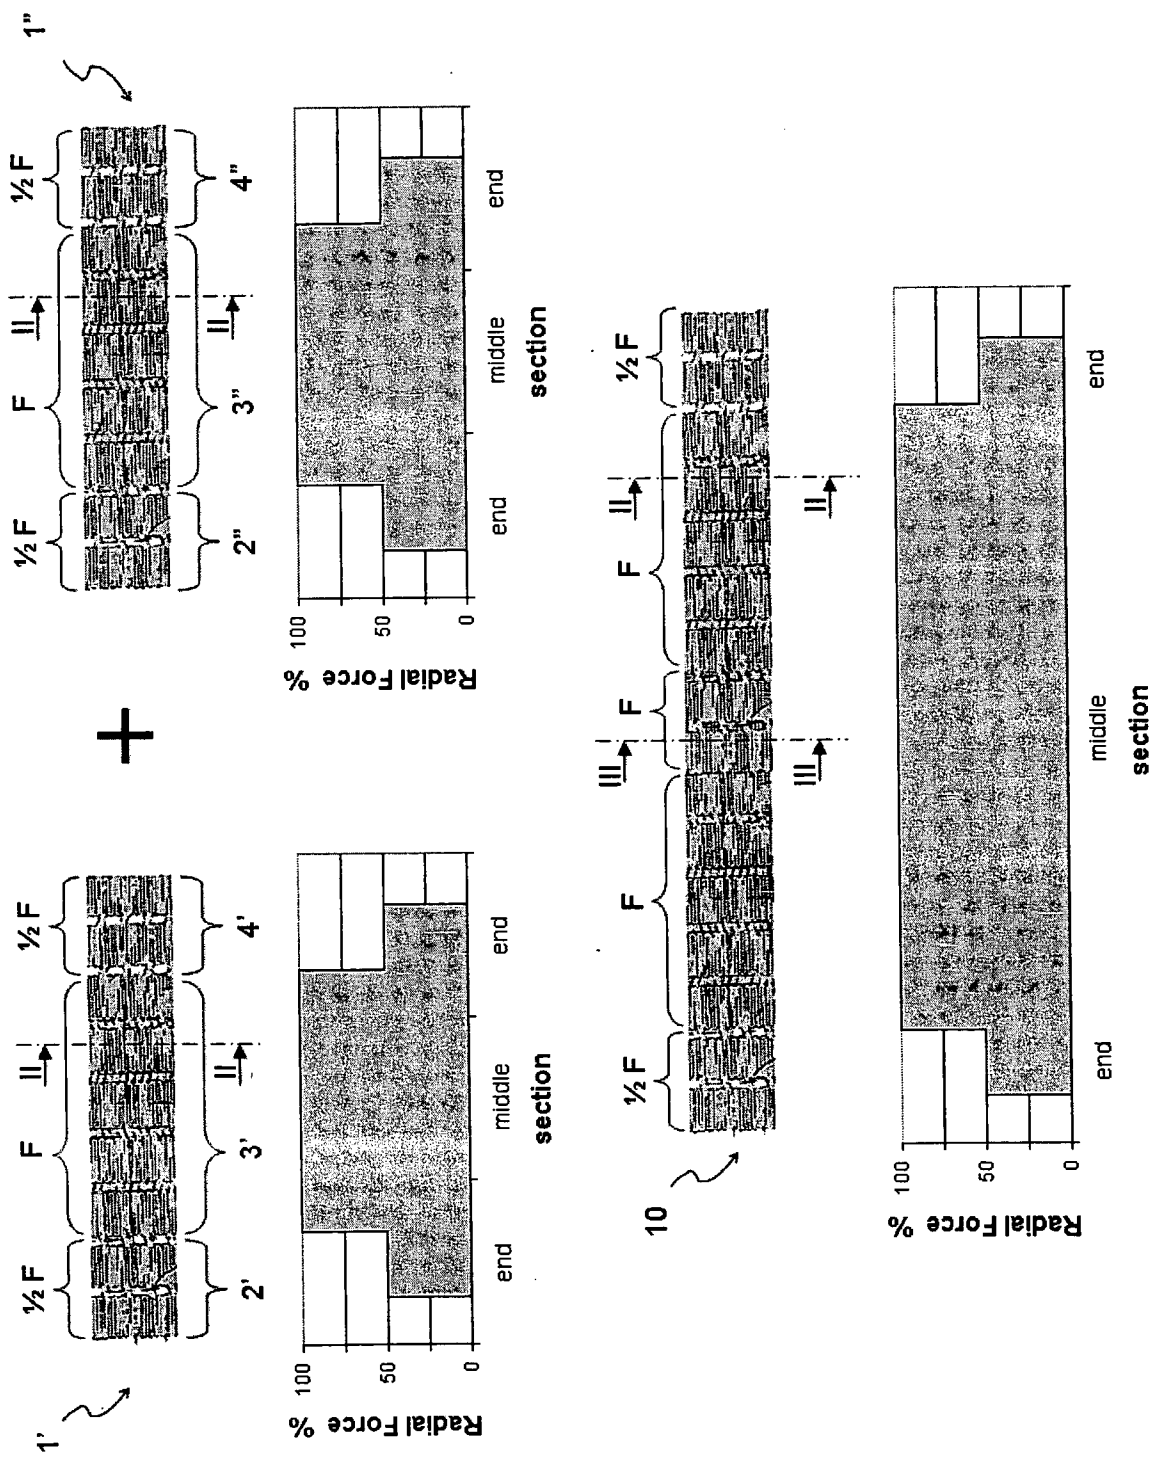 1' 1"
½ F F ½ F + ½ F F ½ F
II II
II II
2' 3' 4' 2" 3" 4"
Radial Force %
100
50
0
end middle end
section
Radial Force %
100
50
0
end middle end
section
10
½ F F F F ½ F
III II
III II
Radial Force %
100
50
0
end middle end
section